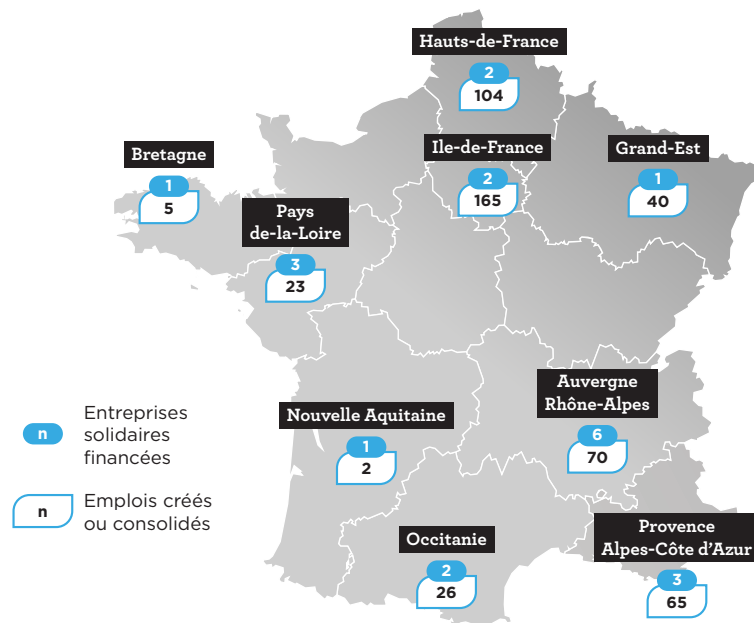 Hauts-de-France
2
104
Bretagne
1
5
Ile-de-France
2
165
Grand-Est
1
40
Pays
de-la-Loire
3
23
Auvergne
Rhône-Alpes
6
70
Nouvelle Aquitaine
1
2
n
Entreprises
solidaires
financées
n
Emplois créés
ou consolidés
Occitanie
2
26
Provence
Alpes-Côte d'Azur
3
65